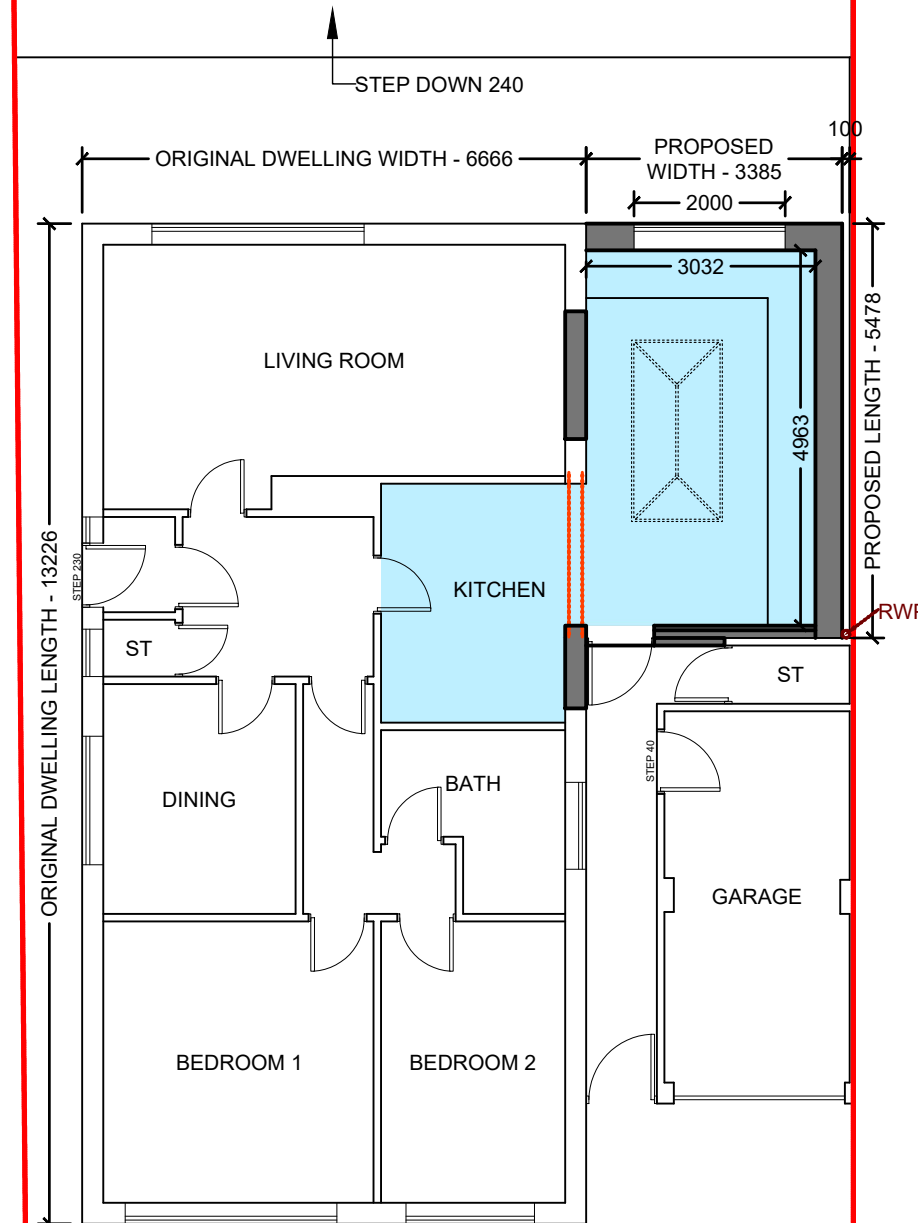 STEP DOWN 240
100
ORIGINAL DWELLING WIDTH - 6666
PROPOSED
WIDTH - 3385
2000
3032
LIVING ROOM
4963
PROPOSED LENGTH - 5478
ORIGINAL DWELLING LENGTH - 13226
STEP 230
KITCHEN
RWP
ST
ST
STEP 40
DINING
BATH
GARAGE
BEDROOM 1
BEDROOM 2